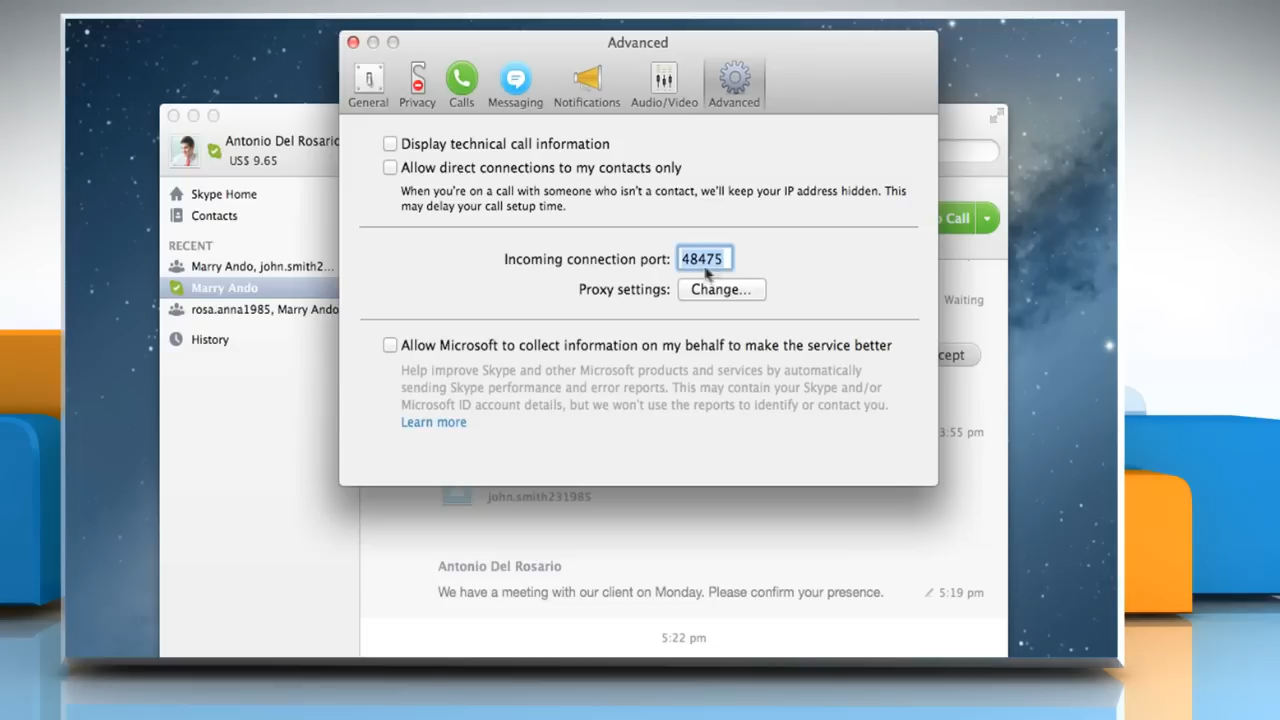 Advanced
General Privacy Calls Messaging Notifications Audio/Video Advanced
Antonio Del Rosario
US$ 9.65
Skype Home
Contacts
RECENT
Marry Ando, john.smith2...
Marry Ando
rosa.anna1985, Marry Ando
History
Display technical call information
Allow direct connections to my contacts only
When you're on a call with someone who isn't a contact, we'll keep your IP address hidden. This
may delay your call setup time.
Incoming connection port: 48475
Proxy settings: Change...
Allow Microsoft to collect information on my behalf to make the service better
Help improve Skype and other Microsoft products and services by automatically
sending Skype performance and error reports. This may contain your Skype and/or
Microsoft ID account details, but we won't use the reports to identify or contact you.
Learn more
Call
Waiting
cept
3:55 pm
john.smith231985
Antonio Del Rosario
We have a meeting with our client on Monday. Please confirm your presence. 5:19 pm
5:22 pm